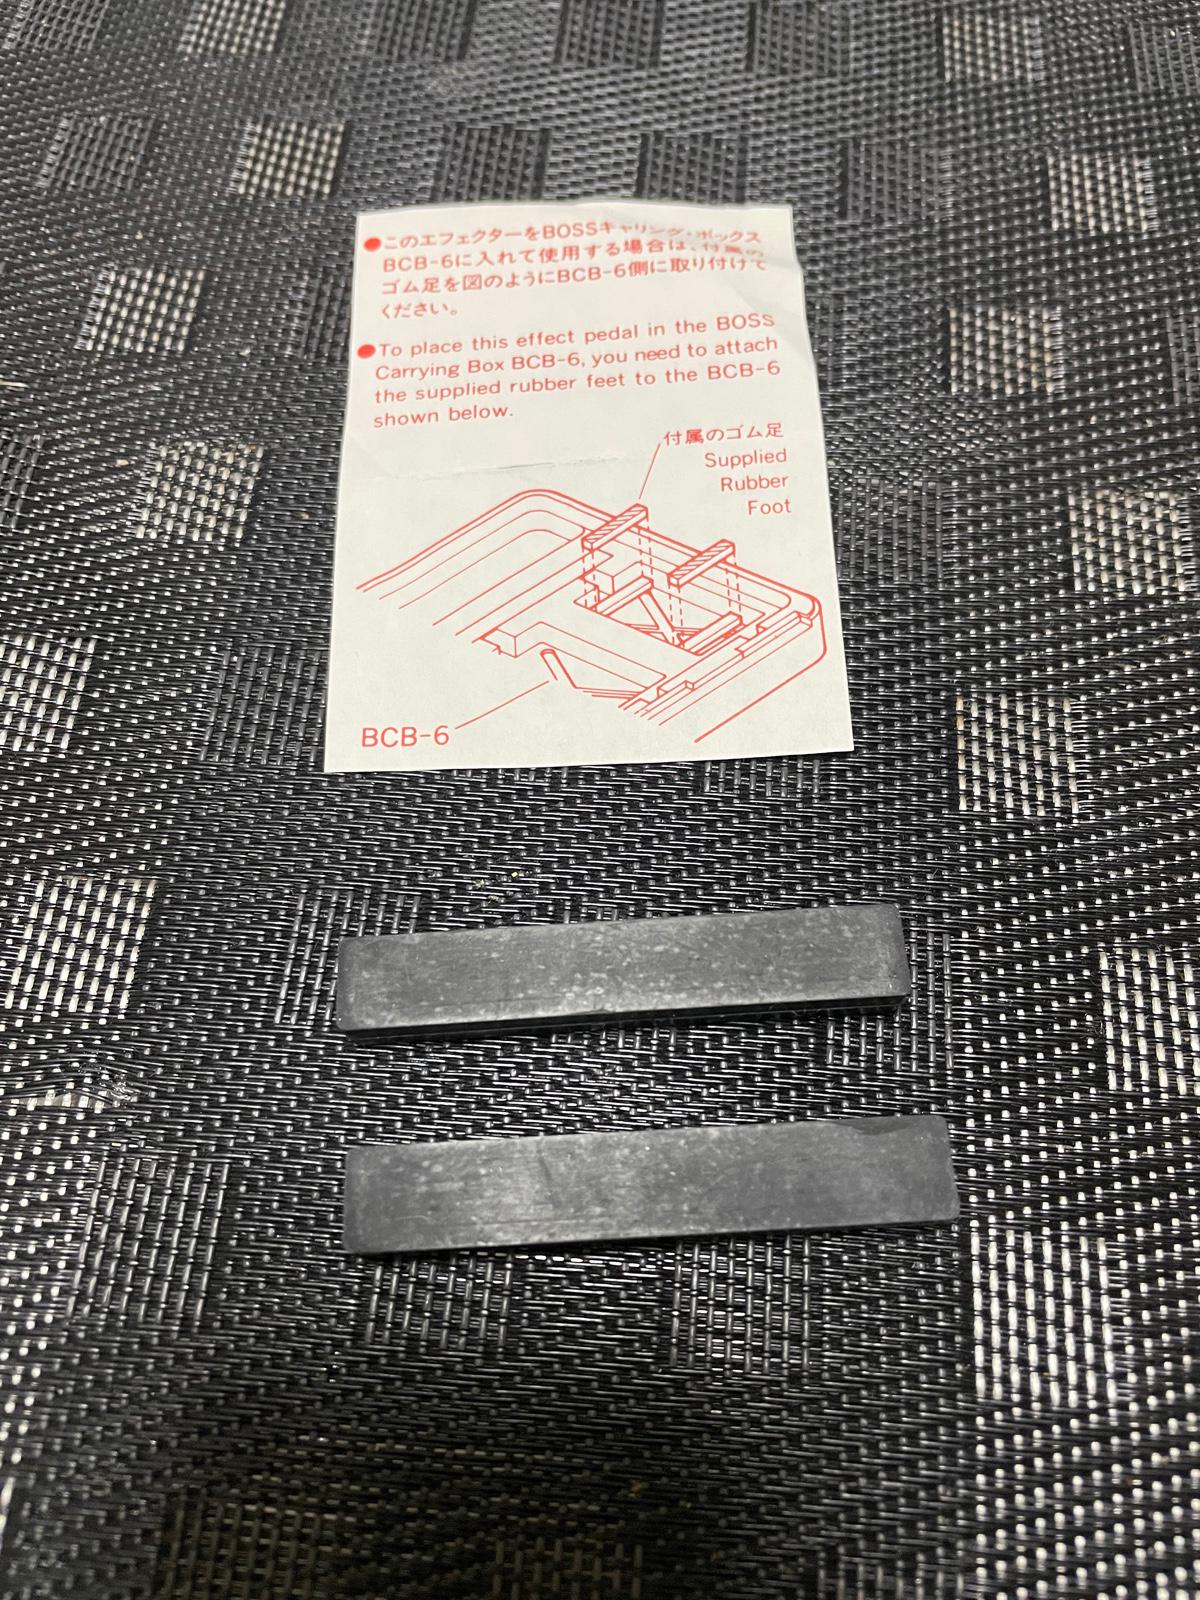 ●このエフェクターをBOSSキャリング・ボックス
BCB-6に入れて使用する場合は、付属の
ゴム足を図のようにBCB-6側に取り付けて
ください。
●To place this effect pedal in the BOSS
Carrying Box BCB-6, you need to attach
the supplied rubber feet to the BCB-6
shown below.
付属のゴム足
Supplied
Rubber
Foot
BCB-6